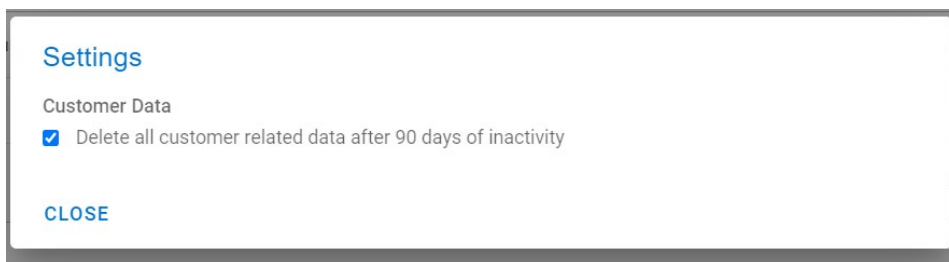 Settings
Customer Data
Delete all customer related data after 90 days of inactivity
CLOSE